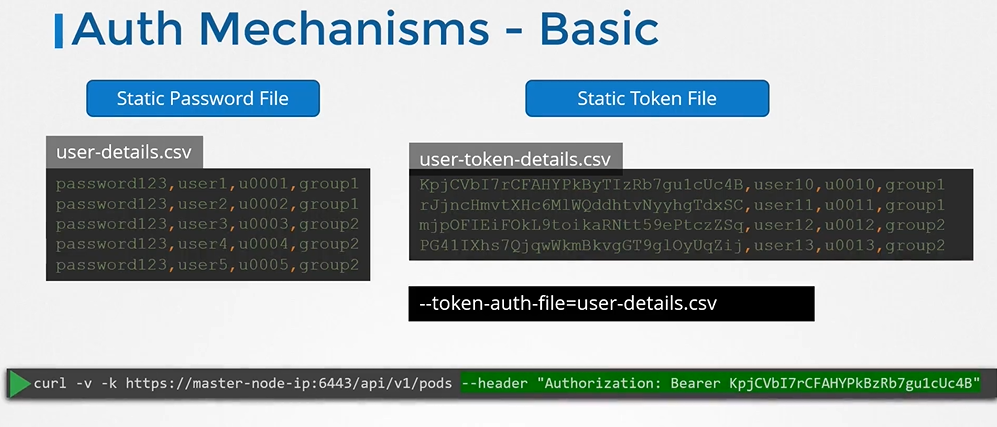 Auth Mechanisms - Basic
Static Password File
user-details.csv
password123,user1,u0001,group1
password123,user2,u0002,group1
password123,user3,u0003,group2
password123,user4,u0004,group2
password123,user5,u0005,group2
Static Token File
user-token-details.csv
KpjCVbI7rCFAHYPkByTIzRb7gu1cUc4B,user10,u0010,group1
rJjncHmvtXHc6MlWQddhtvNyyhgTdxSC,user11,u0011,group1
mjpOFIEiFOkL9toikaRNtt59ePtczZSq,user12,u0012,group2
PG41IXhs7QjqwWkmBkvgGT9glOyUqZij,user13,u0013,group2
--token-auth-file=user-details.csv
curl -v -k https://master-node-ip:6443/api/v1/pods --header "Authorization: Bearer KpjCVbI7rCFAHYPkBzRb7gu1cUc4B"